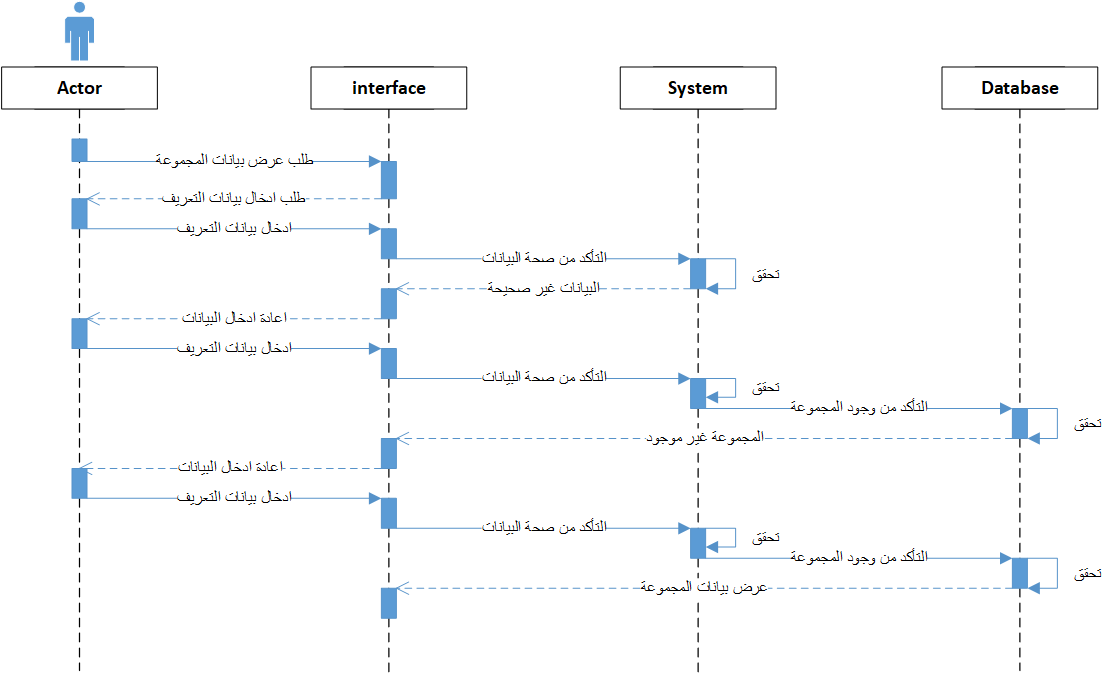 Actor
interface
System
Database
طلب عرض بيانات المجموعة
طلب ادخال بيانات التعريف
ادخال بيانات التعريف
التأكد من صحة البيانات
تحقق
البيانات غير صحيحة
اعادة ادخال البيانات
ادخال بيانات التعريف
التأكد من صحة البيانات
تحقق
التأكد من وجود المجموعة
تحقق
المجموعة غير موجود
اعادة ادخال البيانات
ادخال بيانات التعريف
التأكد من صحة البيانات
تحقق
التأكد من وجود المجموعة
تحقق
عرض بيانات المجموعة